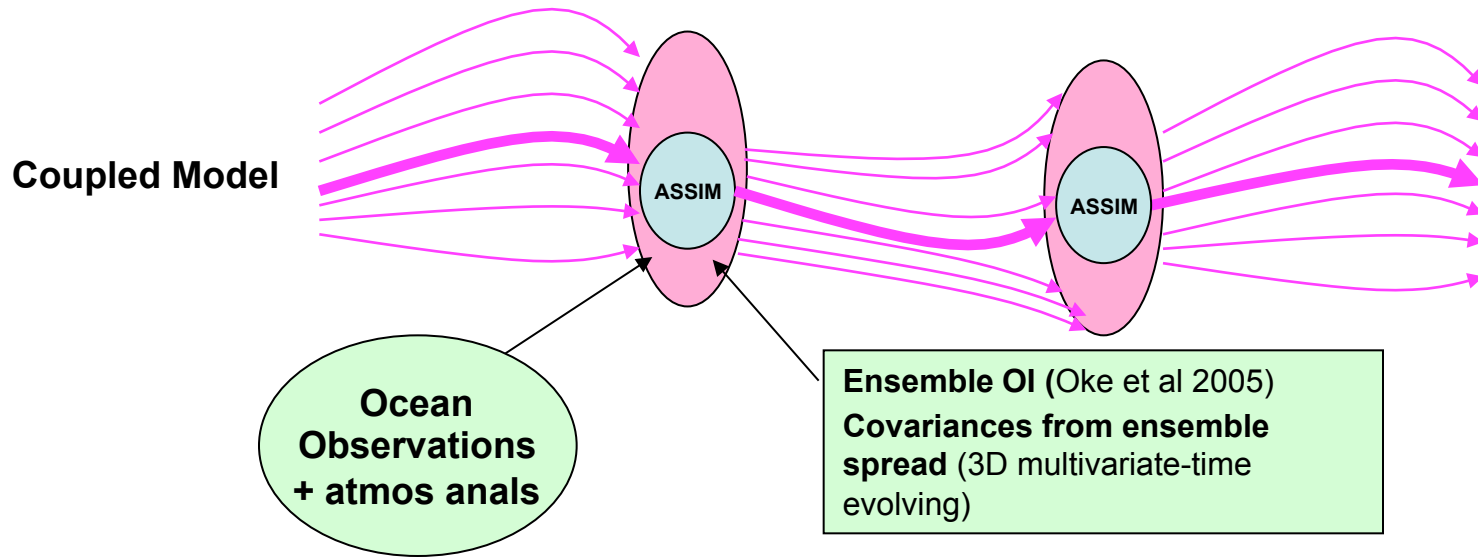 Coupled Model
ASSIM
ASSIM
Ocean
Observations
+ atmos anals
Ensemble OI (Oke et al 2005)
Covariances from ensemble
spread (3D multivariate-time
evolving)